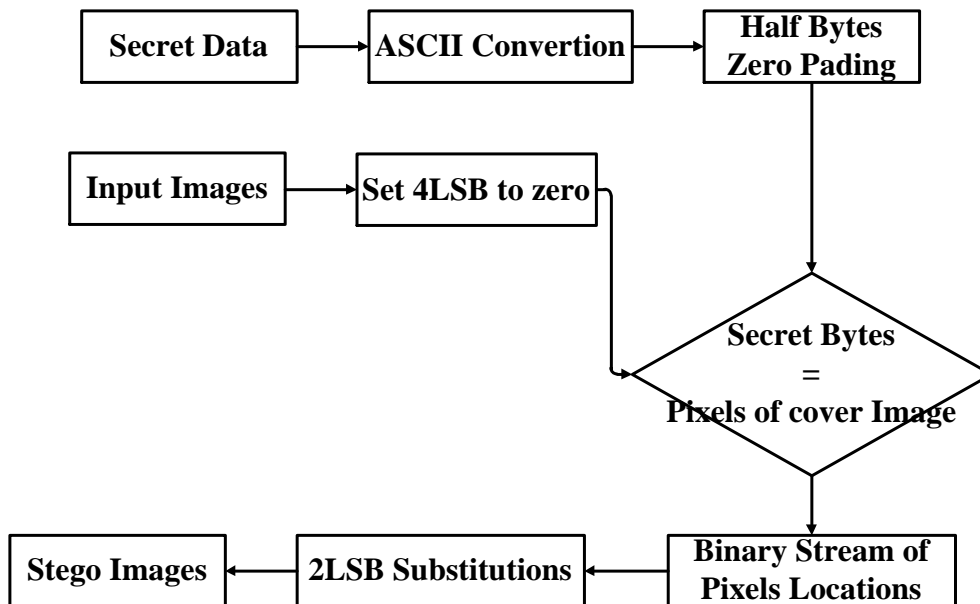 Secret Data
ASCII Convertion
Half Bytes
Zero Pading
Input Images
Set 4LSB to zero
Secret Bytes
=
Pixels of cover Image
Stego Images
2LSB Substitutions
Binary Stream of
Pixels Locations